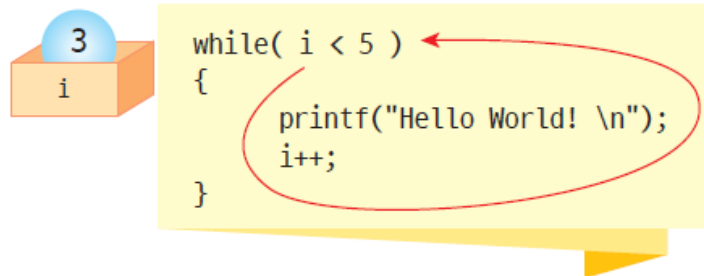 3
i
while( i < 5 )
{
printf("Hello World! \n");
i++;
}